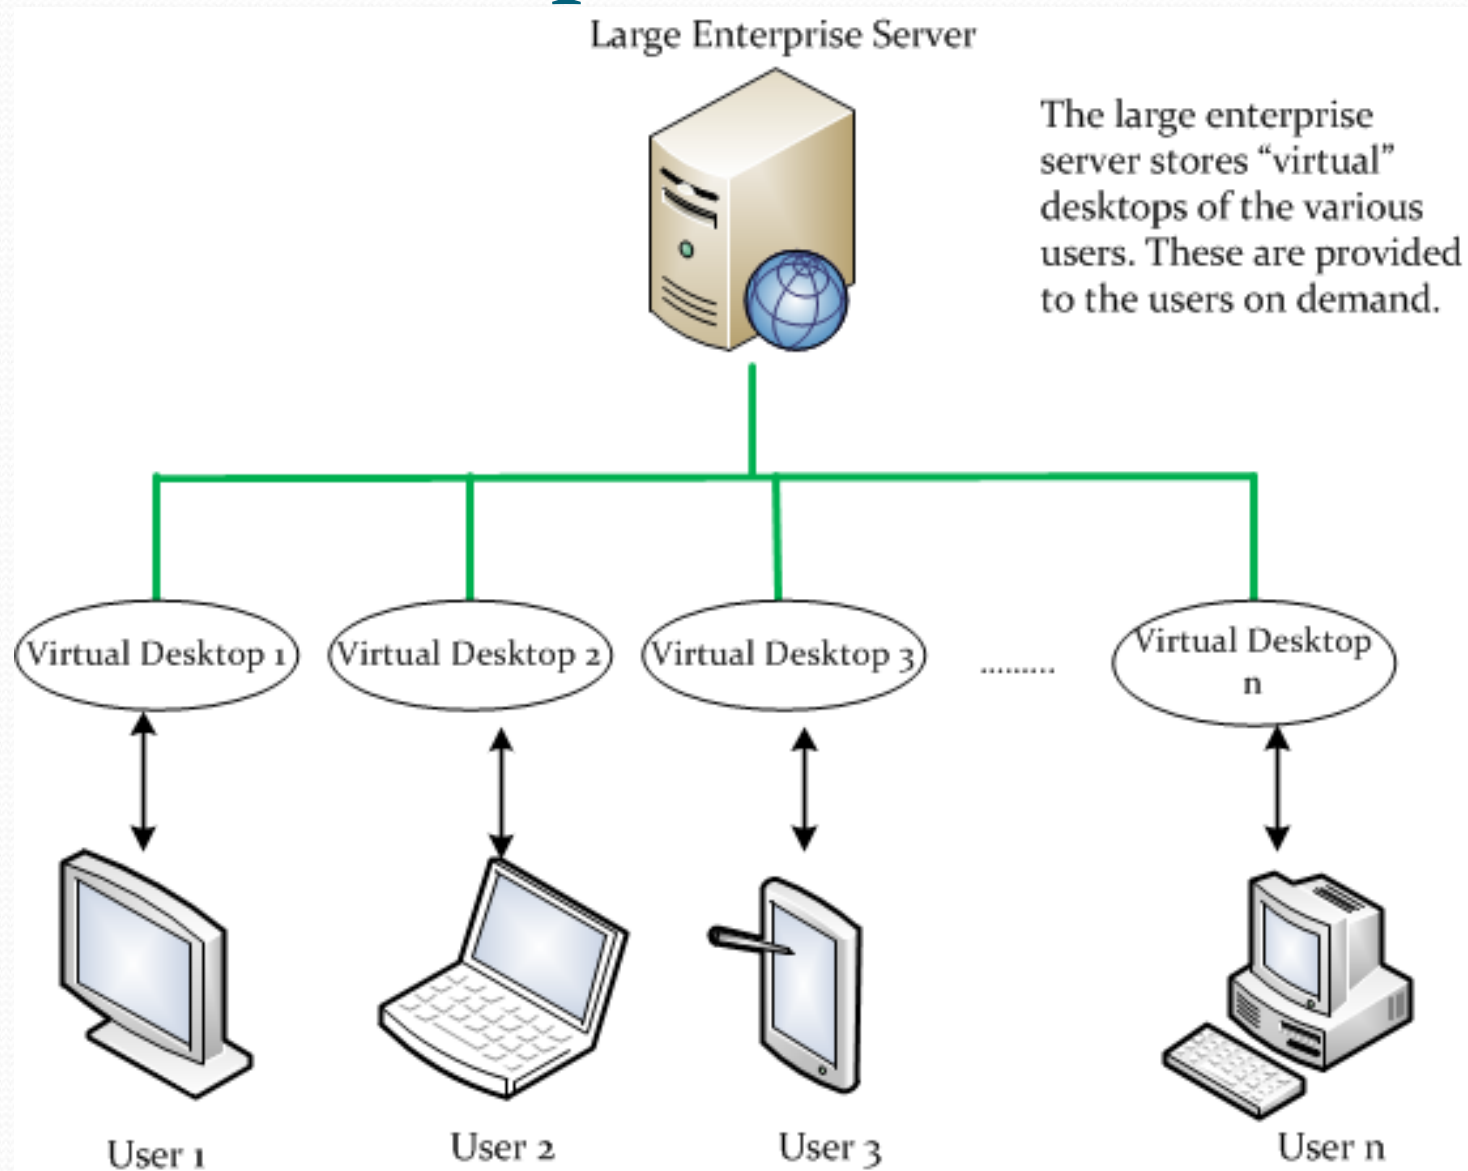 Large Enterprise Server
The large enterprise
server stores “virtual”
desktops of the various
users. These are provided
to the users on demand.
Virtual Desktop 1
Virtual Desktop 2
Virtual Desktop 3
.........
Virtual Desktop
n
User 1
User 2
User 3
User n